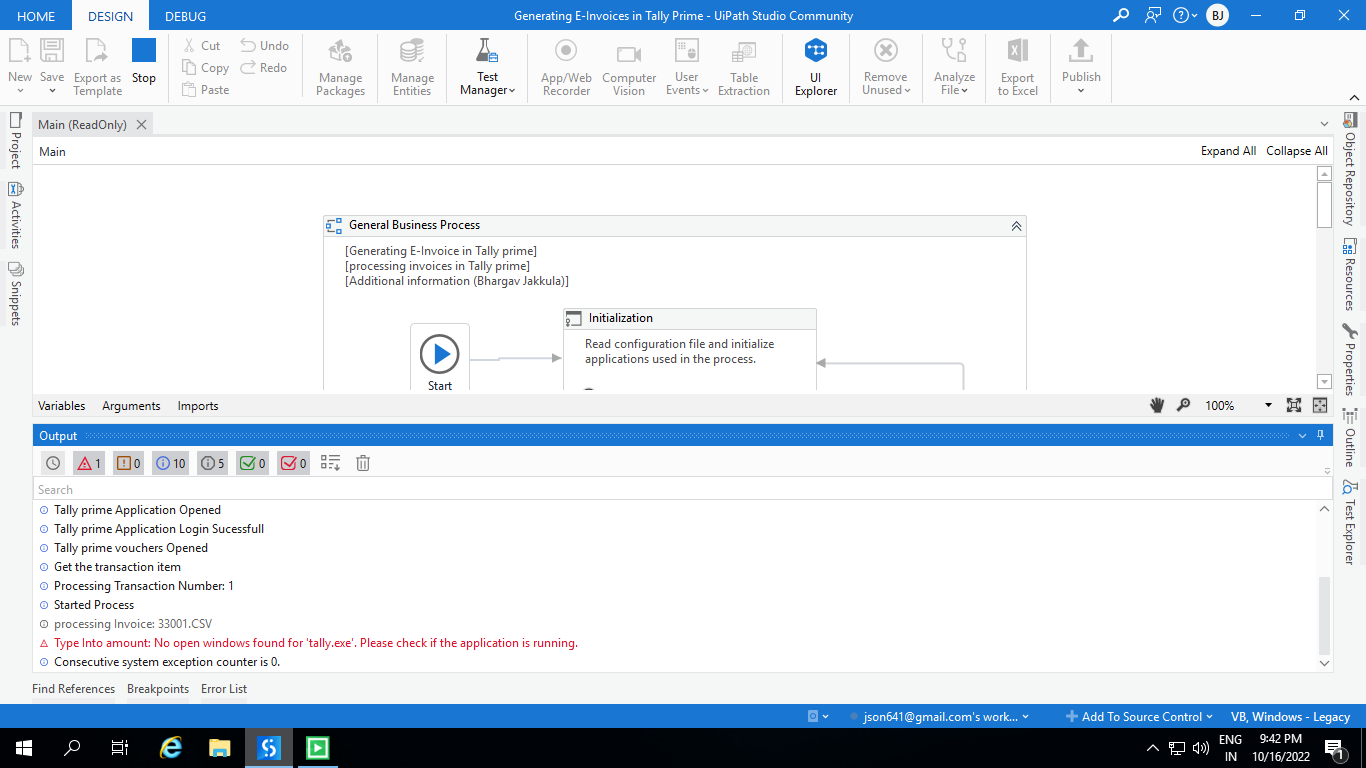 HOME DESIGN DEBUG Generating E-Invoices in Tally Prime - UiPath Studio Community BJ
New Save Export as Template Stop Cut Copy Paste Undo Redo Manage Packages Manage Entities Test Manager App/Web Recorder Computer Vision User Events Table Extraction UI Explorer Remove Unused Analyze File Export to Excel Publish
Main (ReadOnly)
Main Expand All Collapse All
Project
Activities
Snippets
General Business Process
[Generating E-Invoice in Tally prime]
[processing invoices in Tally prime]
[Additional information (Bhargav Jakkula)]
Initialization
Read configuration file and initialize
applications used in the process.
Start
Object Repository
Resources
Properties
Outline
Test Explorer
Variables Arguments Imports 100%
Output
1 0 10 5 0 0
Search
Tally prime Application Opened
Tally prime Application Login Sucessfull
Tally prime vouchers Opened
Get the transaction item
Processing Transaction Number: 1
Started Process
processing Invoice: 33001.CSV
Type Into amount: No open windows found for 'tally.exe'. Please check if the application is running.
Consecutive system exception counter is 0.
Find References Breakpoints Error List
json641@gmail.com's work... Add To Source Control VB, Windows - Legacy
ENG 9:42 PM
IN 10/16/2022 1